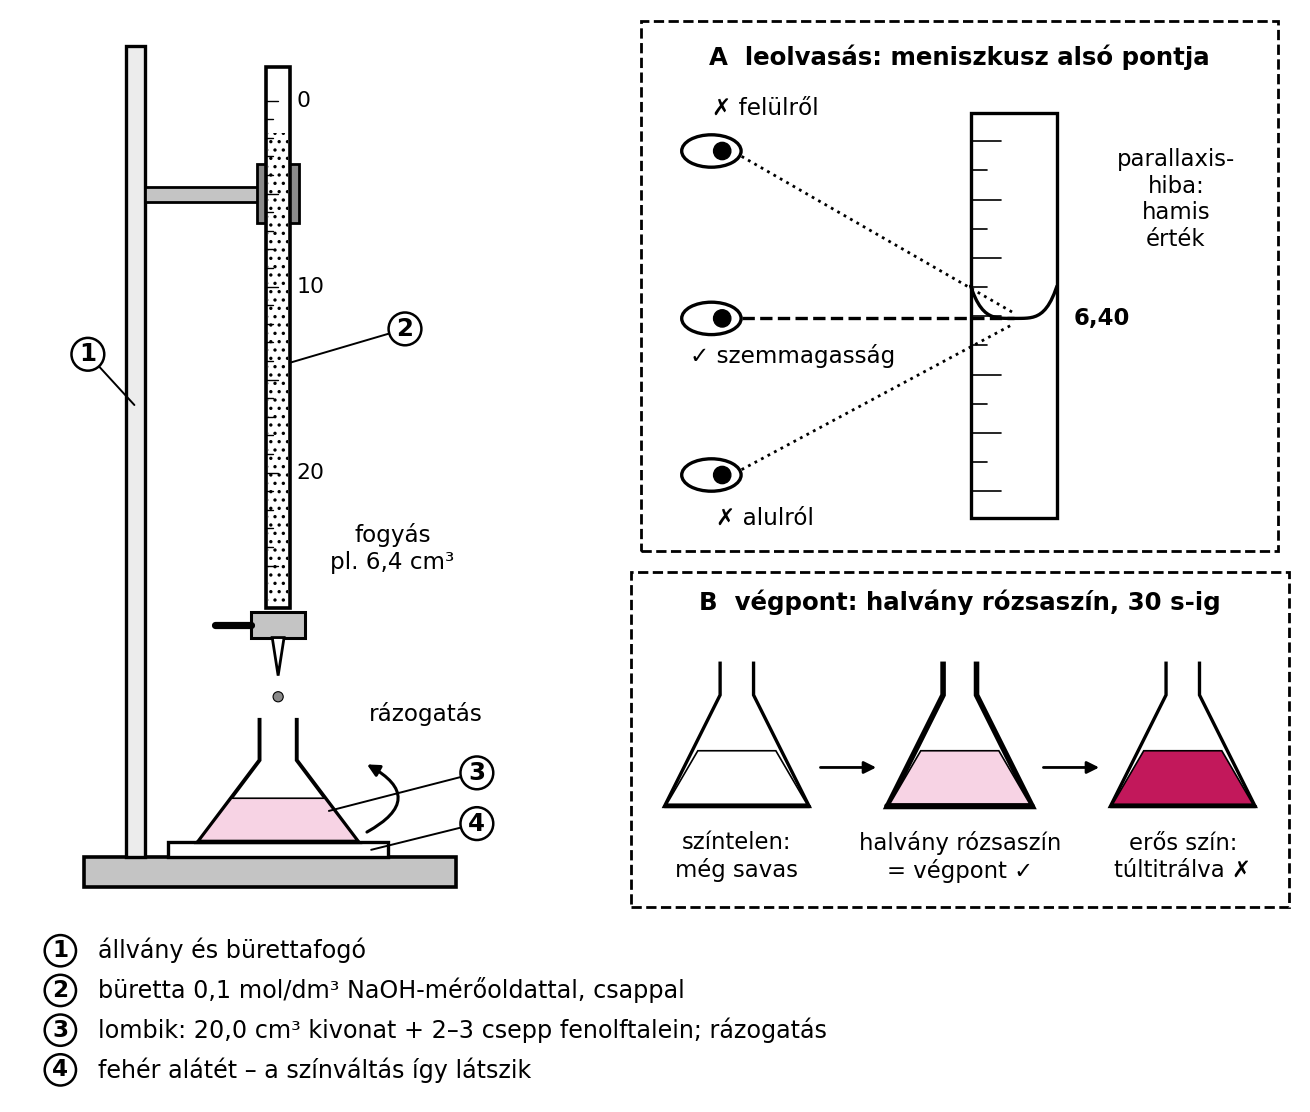 0
10
20
1
2
fogyás
pl. 6,4 cm³
rázogatás
3
4
A  leolvasás: meniszkusz alsó pontja
✗ felülről
parallaxis-
hiba:
hamis
érték
6,40
✓ szemmagasság
✗ alulról
B  végpont: halvány rózsaszín, 30 s-ig
színtelen:
még savas
halvány rózsaszín
= végpont ✓
erős szín:
túltitrálva ✗
1 állvány és bürettafogó
2 büretta 0,1 mol/dm³ NaOH-mérőoldattal, csappal
3 lombik: 20,0 cm³ kivonat + 2–3 csepp fenolftalein; rázogatás
4 fehér alátét – a színváltás így látszik